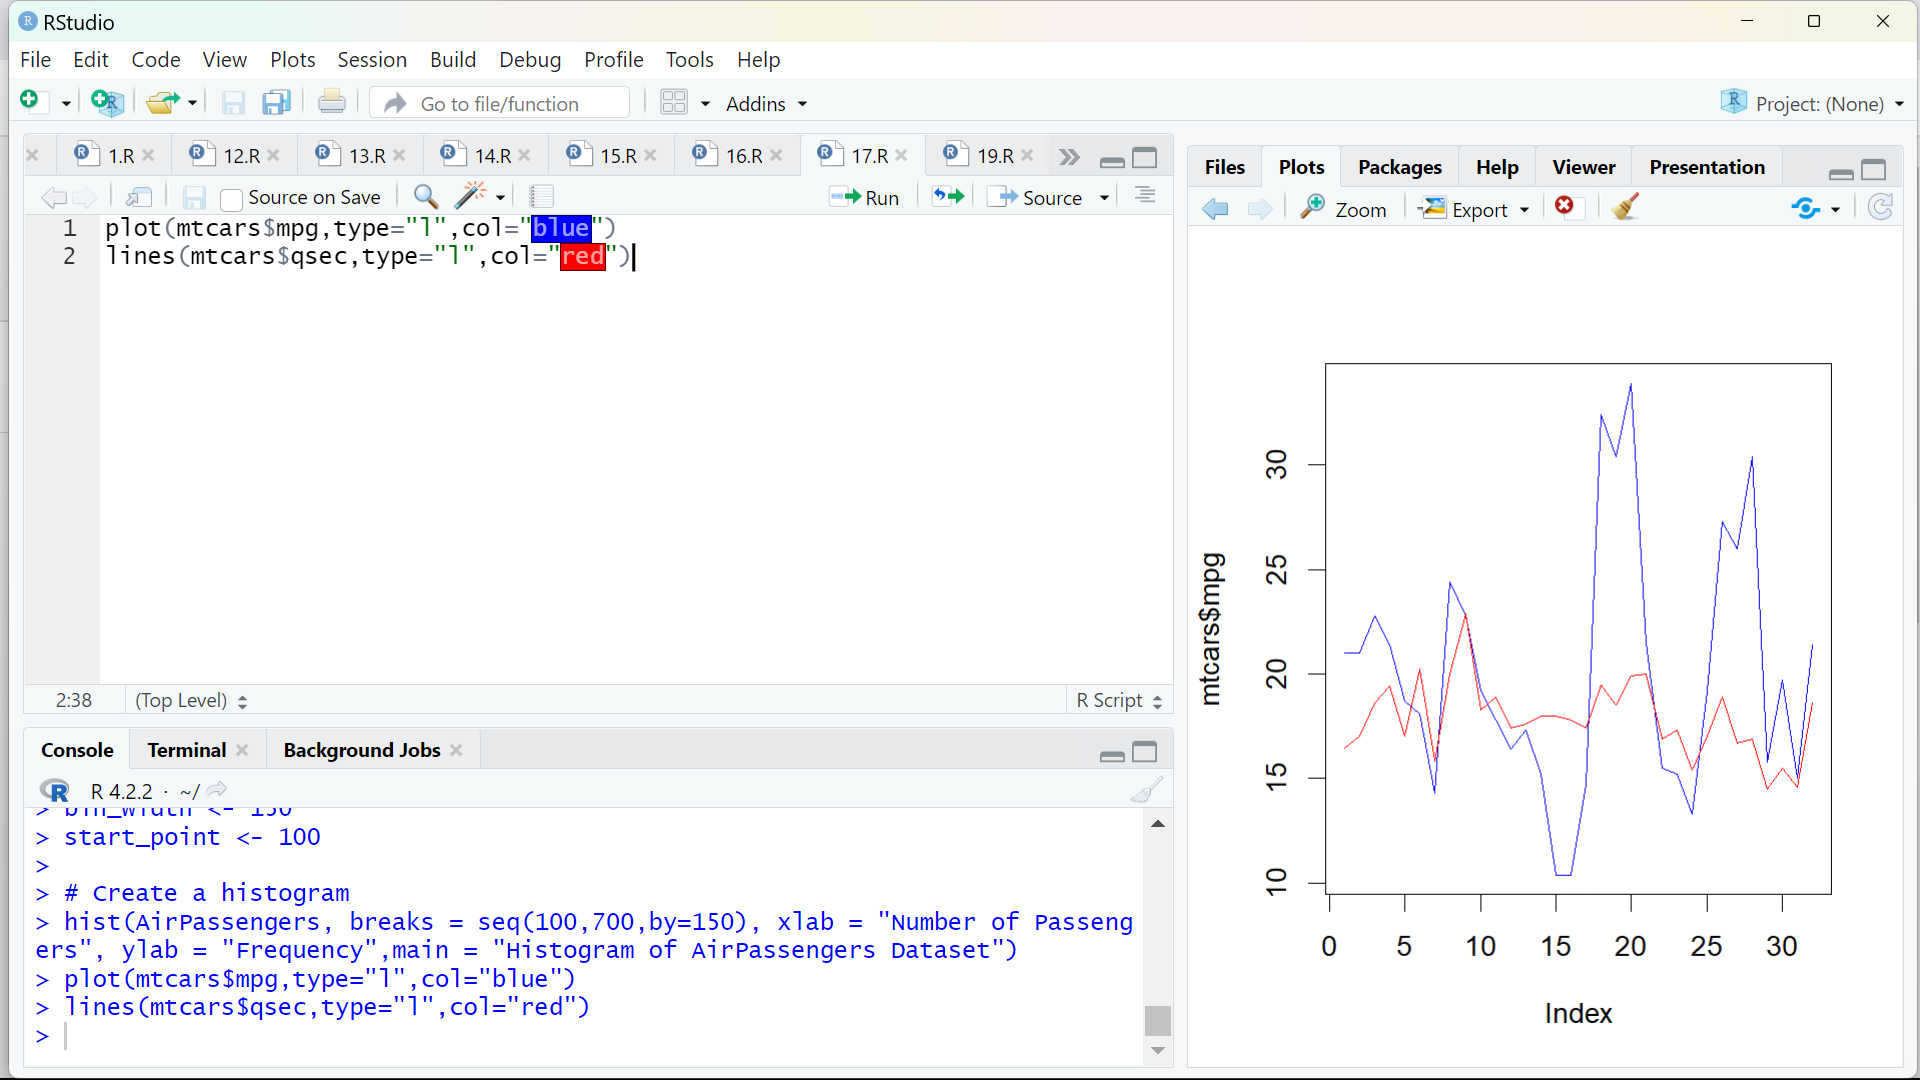 RStudio
File Edit Code View Plots Session Build Debug Profile Tools Help
Go to file/function Addins Project: (None)
1.R 12.R 13.R 14.R 15.R 16.R 17.R 19.R
Source on Save Run Source
1 plot(mtcars$mpg,type="l",col="blue")
2 lines(mtcars$qsec,type="l",col="red")
2:38 (Top Level) R Script
Console Terminal Background Jobs
R 4.2.2 · ~/
> bin_width <- 150
> start_point <- 100
>
> # Create a histogram
> hist(AirPassengers, breaks = seq(100,700,by=150), xlab = "Number of Passeng
ers", ylab = "Frequency",main = "Histogram of AirPassengers Dataset")
> plot(mtcars$mpg,type="l",col="blue")
> lines(mtcars$qsec,type="l",col="red")
>
Files Plots Packages Help Viewer Presentation
Zoom Export
mtcars$mpg
30
25
20
15
10
0 5 10 15 20 25 30
Index